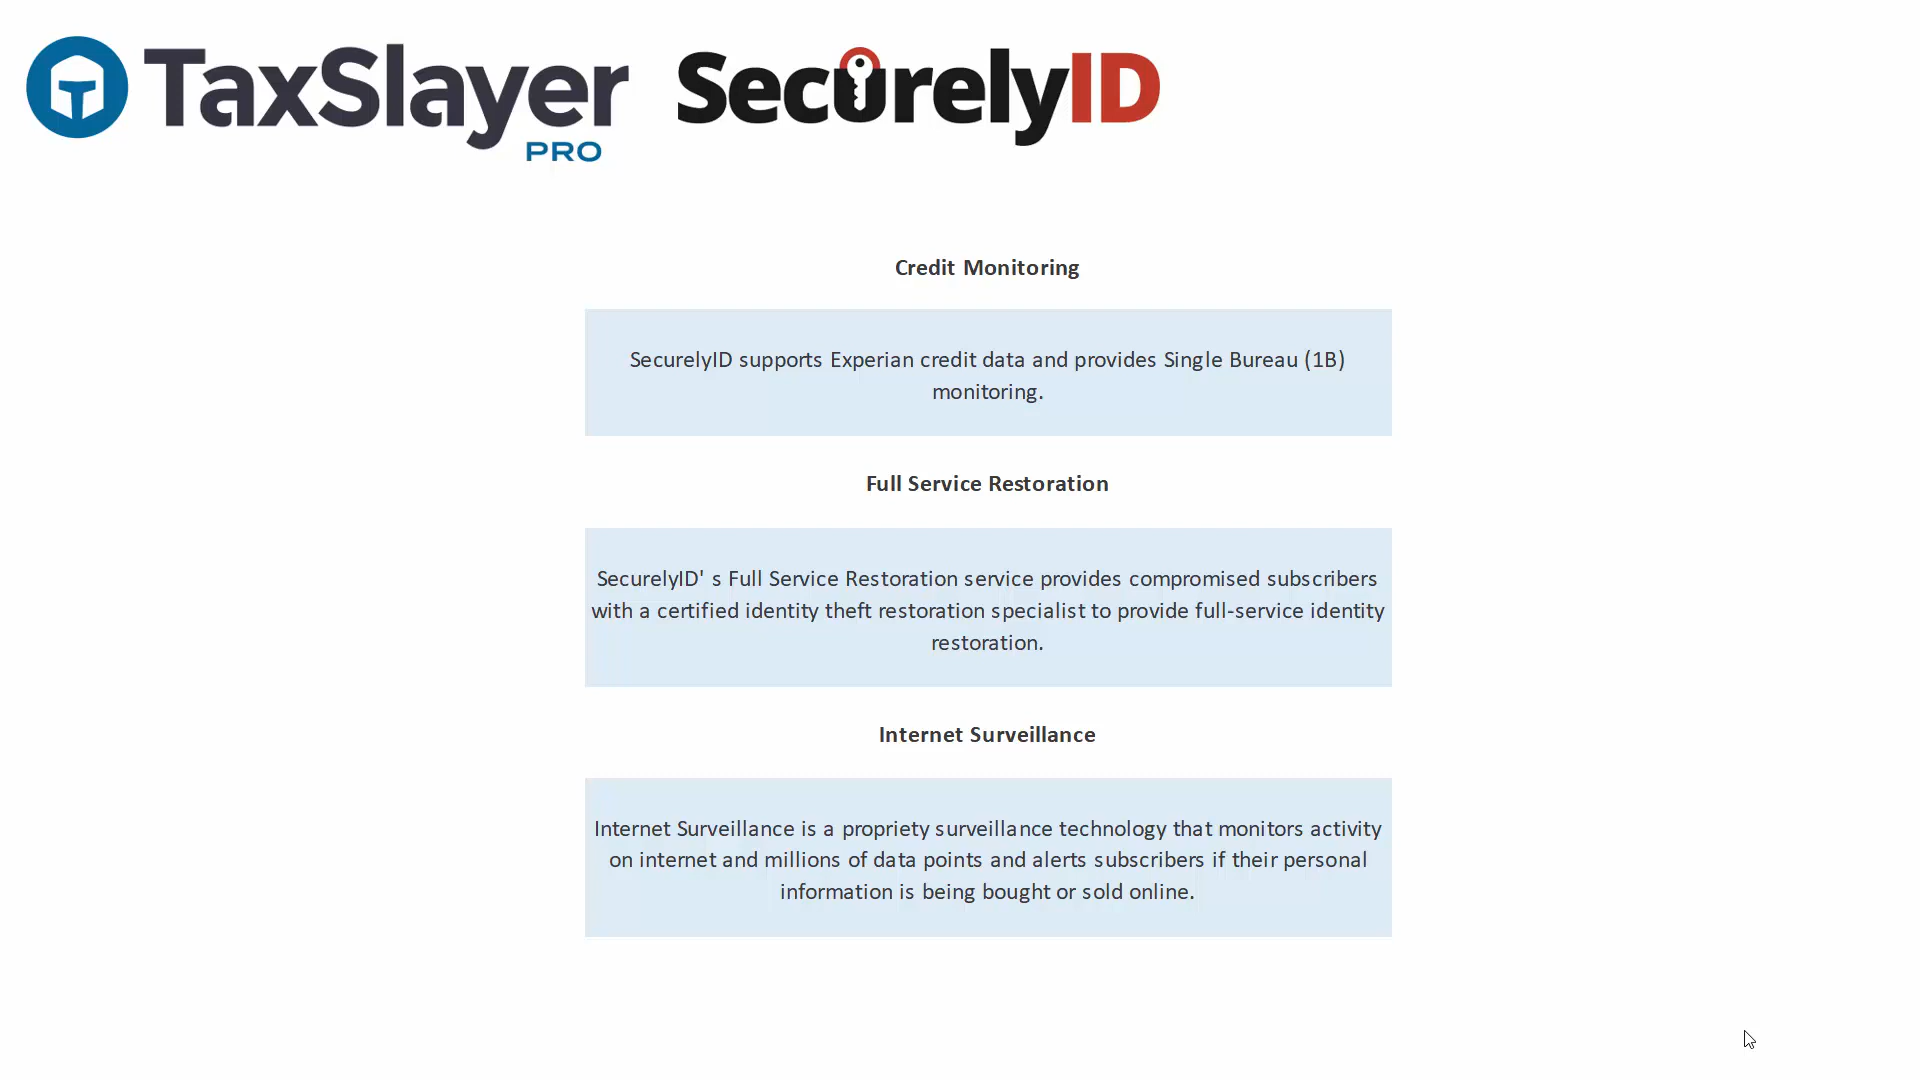 TaxSlayer
PRO
SecurelyID
Credit Monitoring
SecurelyID supports Experian credit data and provides Single Bureau (1B)
monitoring.
Full Service Restoration
SecurelyID' s Full Service Restoration service provides compromised subscribers
with a certified identity theft restoration specialist to provide full-service identity
restoration.
Internet Surveillance
Internet Surveillance is a propriety surveillance technology that monitors activity
on internet and millions of data points and alerts subscribers if their personal
information is being bought or sold online.